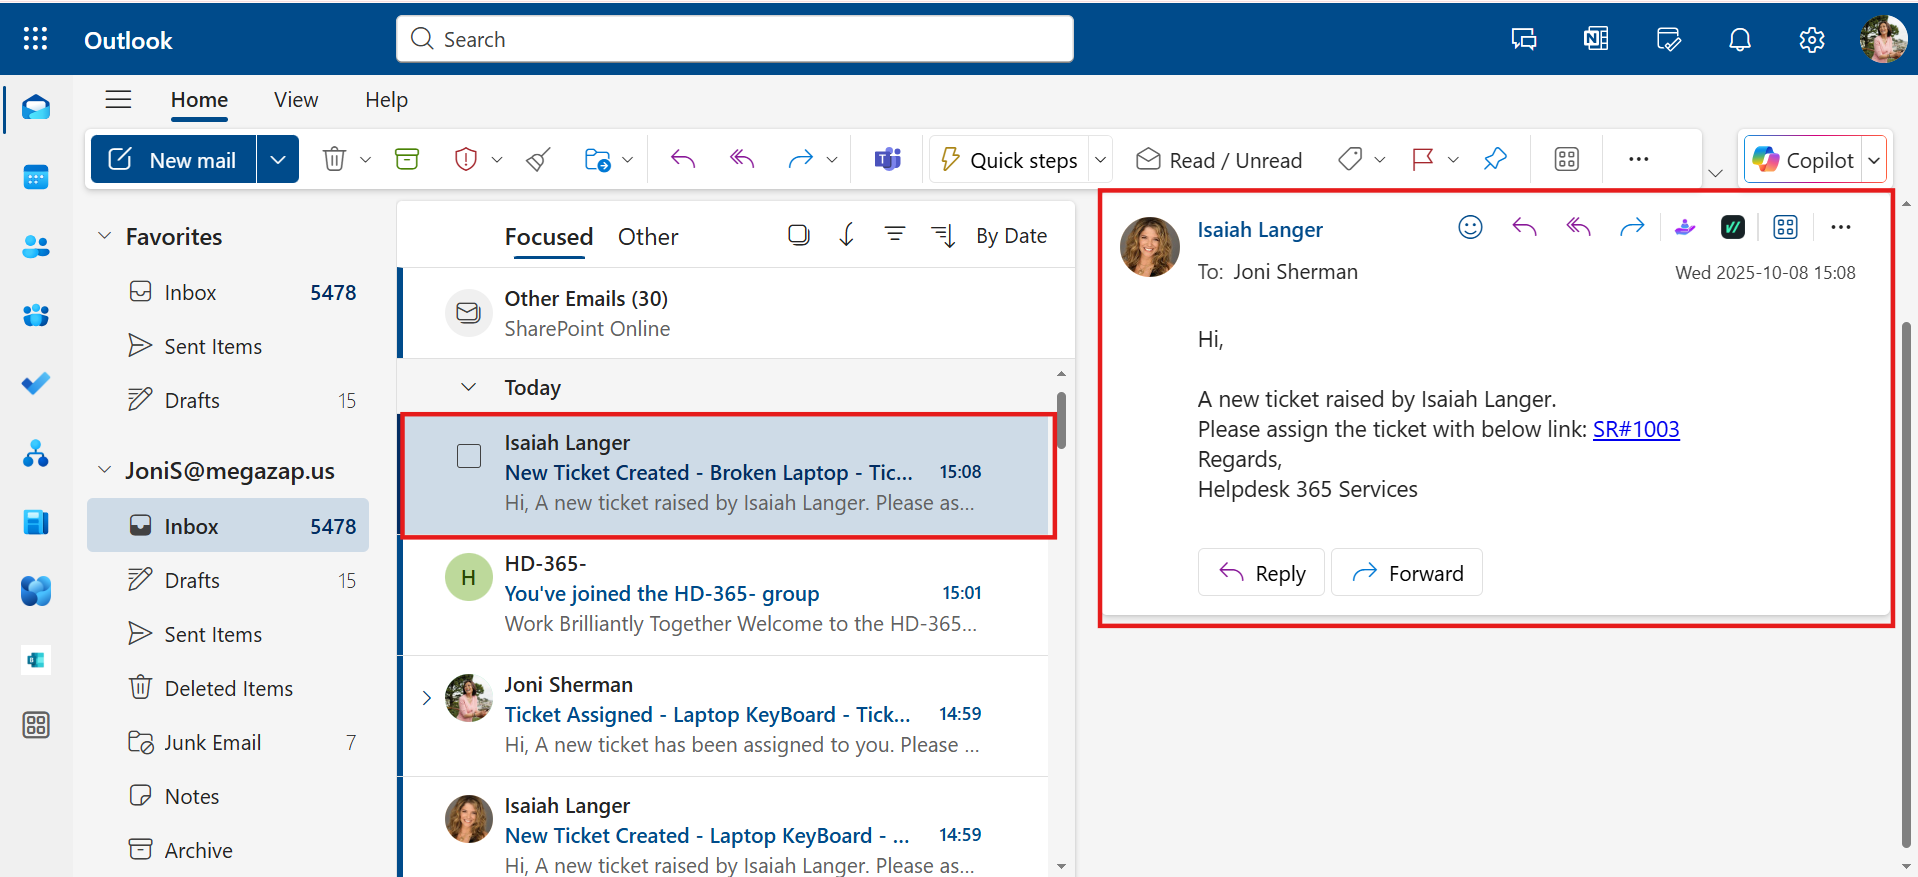 Outlook
Search
Home
View
Help
New mail
Quick steps
Read / Unread
Copilot
Favorites
Inbox 5478
Sent Items
Drafts 15
JoniS@megazap.us
Inbox 5478
Drafts 15
Sent Items
Deleted Items
Junk Email 7
Notes
Archive
Focused
Other
By Date
Other Emails (30)
SharePoint Online
Today
Isaiah Langer
New Ticket Created - Broken Laptop - Tic... 15:08
Hi, A new ticket raised by Isaiah Langer. Please as...
H
HD-365-
You've joined the HD-365- group 15:01
Work Brilliantly Together Welcome to the HD-365...
Joni Sherman
Ticket Assigned - Laptop KeyBoard - Tick... 14:59
Hi, A new ticket has been assigned to you. Please ...
Isaiah Langer
New Ticket Created - Laptop KeyBoard - ... 14:59
Hi, A new ticket raised by Isaiah Langer. Please as...
Isaiah Langer
To: Joni Sherman
Wed 2025-10-08 15:08
Hi,
A new ticket raised by Isaiah Langer.
Please assign the ticket with below link: SR#1003
Regards,
Helpdesk 365 Services
Reply
Forward